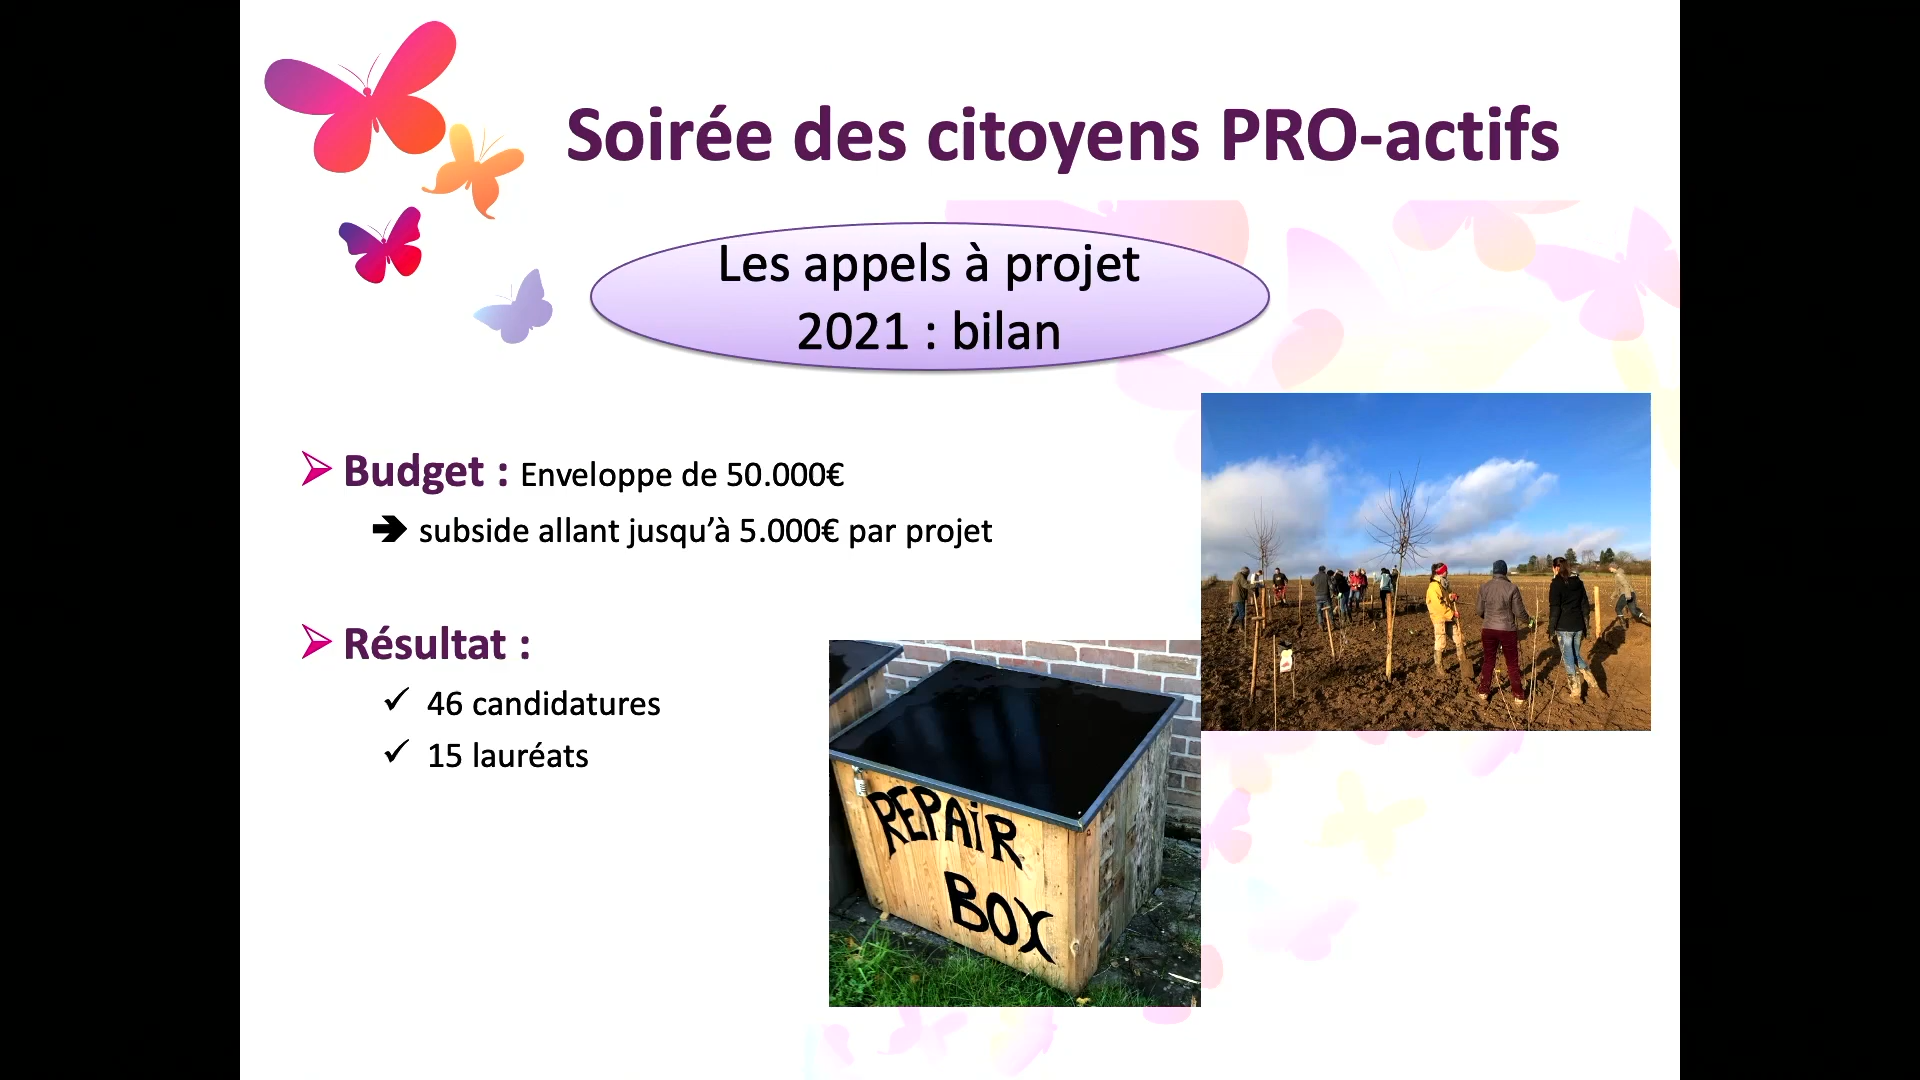 Soirée des citoyens PRO-actifs
Les appels à projet
2021 : bilan
Budget : Enveloppe de 50.000€
subside allant jusqu’à 5.000€ par projet
Résultat :
46 candidatures
15 lauréats
REPAiR
BOX